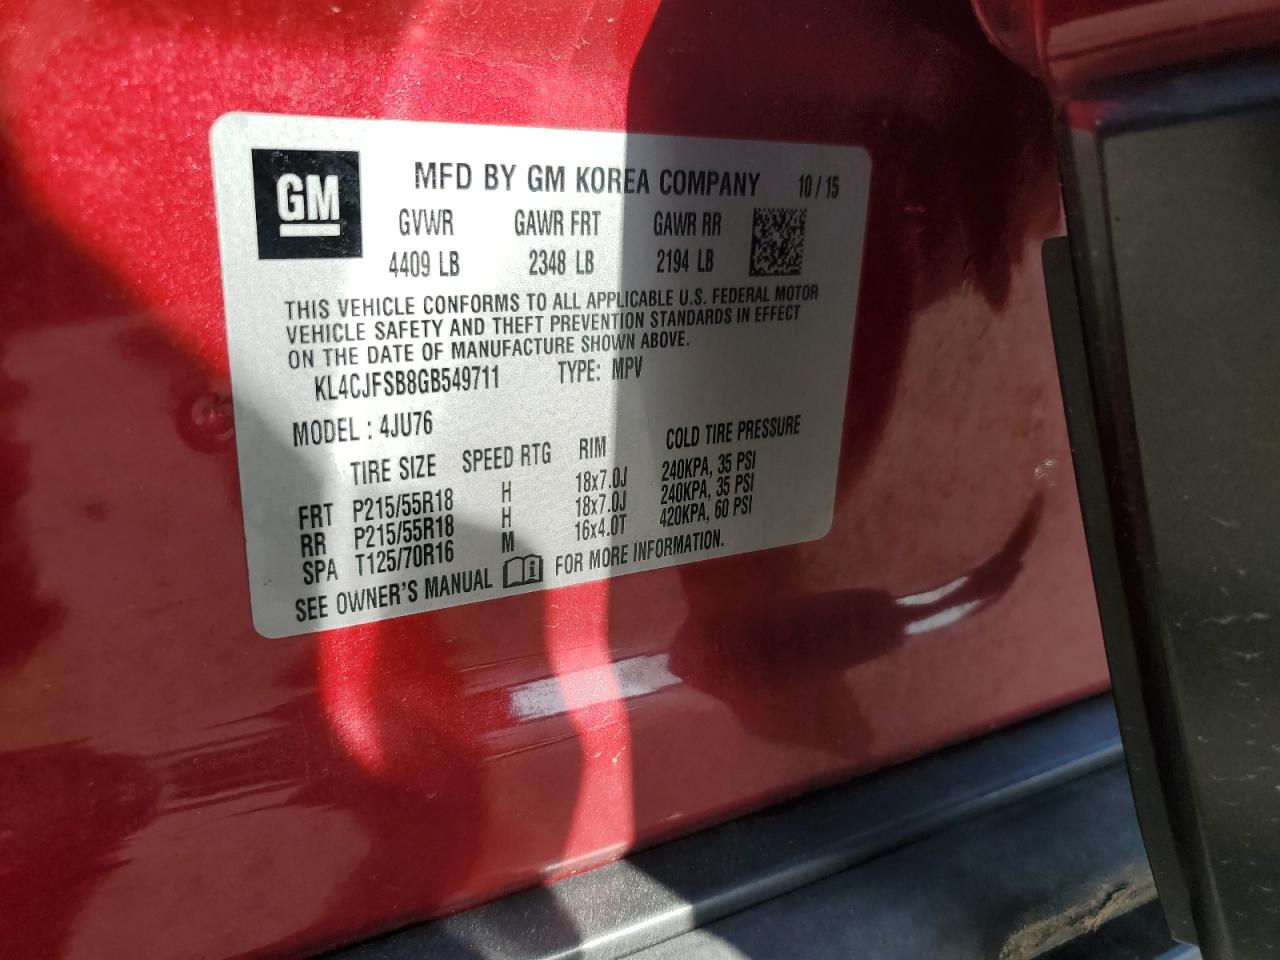 GM
MFD BY GM KOREA COMPANY 10/15
GVWR GAWR FRT GAWR RR
4409 LB 2348 LB 2194 LB
THIS VEHICLE CONFORMS TO ALL APPLICABLE U.S. FEDERAL MOTOR
VEHICLE SAFETY AND THEFT PREVENTION STANDARDS IN EFFECT
ON THE DATE OF MANUFACTURE SHOWN ABOVE.
KL4CJFSB8GB549711 TYPE: MPV
MODEL: 4JU76
TIRE SIZE SPEED RTG RIM COLD TIRE PRESSURE
FRT P215/55R18 H 18x7.0J 240KPA, 35 PSI
RR P215/55R18 H 18x7.0J 240KPA, 35 PSI
SPA T125/70R16 M 16x4.0T 420KPA, 60 PSI
SEE OWNER'S MANUAL FOR MORE INFORMATION.